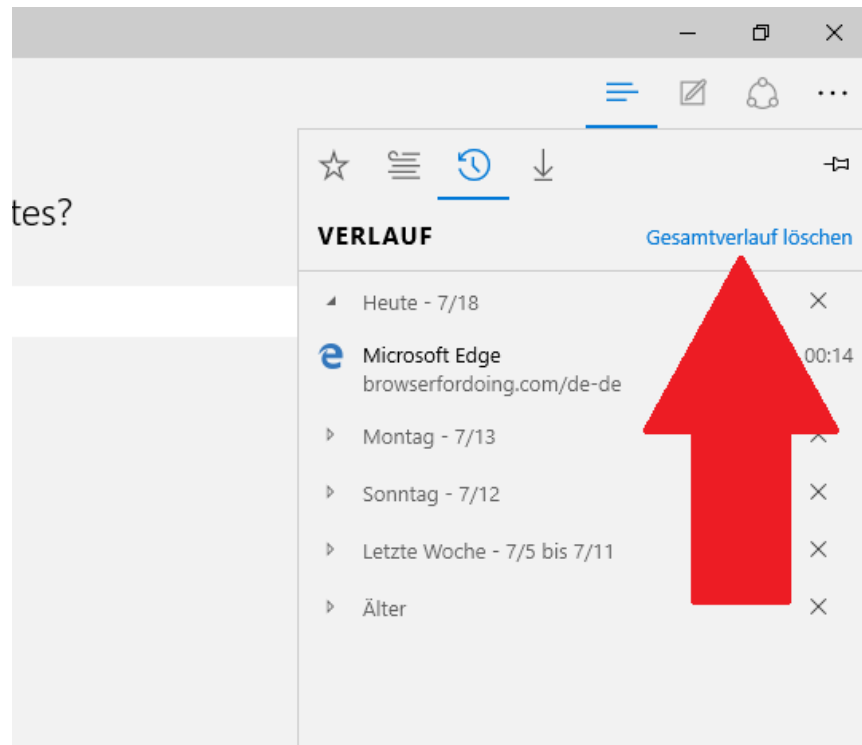 tes?
VERLAUF Gesamtverlauf löschen
Heute - 7/18
Microsoft Edge 00:14
browserfordoing.com/de-de
Montag - 7/13
Sonntag - 7/12
Letzte Woche - 7/5 bis 7/11
Älter